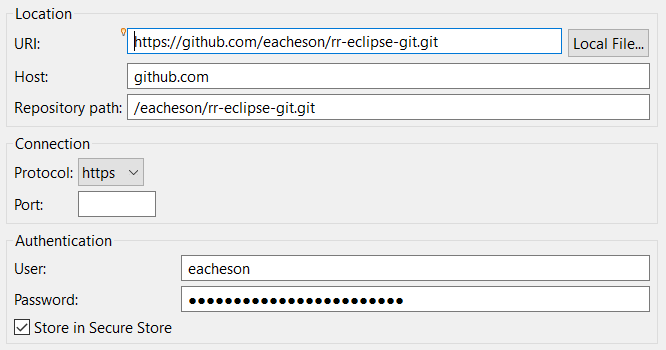 Location
URI: https://github.com/eacheson/rr-eclipse-git.git Local File...
Host: github.com
Repository path: /eacheson/rr-eclipse-git.git
Connection
Protocol: https
Port:
Authentication
User: eacheson
Password: ●●●●●●●●●●●●●●●●●●●●●●●●
Store in Secure Store